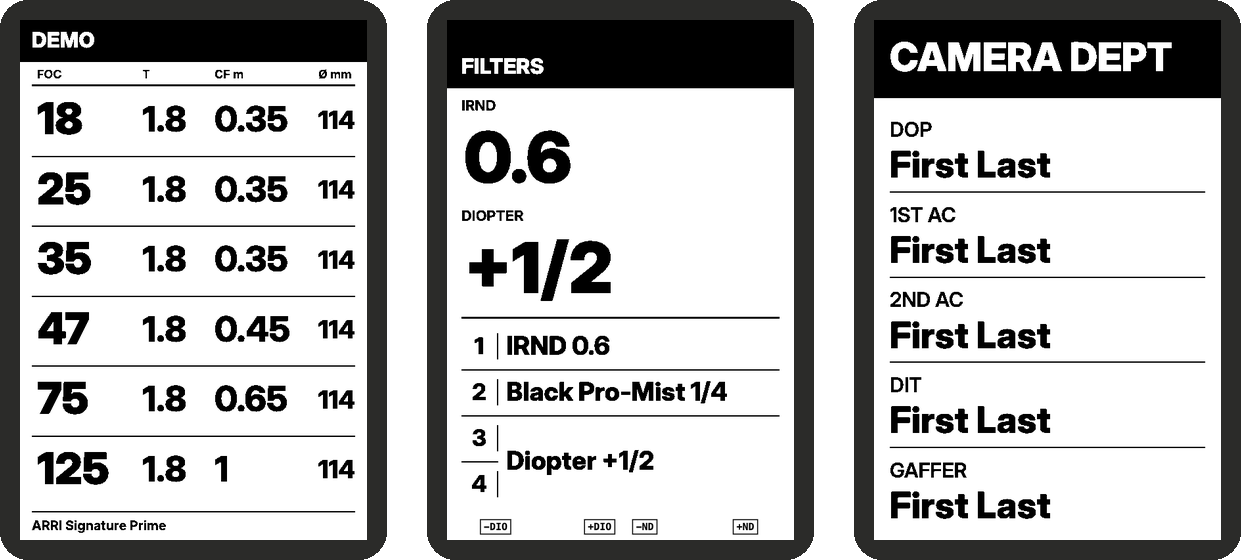 DEMO
FOC T CF m Ø mm
18 1.8 0.35 114
25 1.8 0.35 114
35 1.8 0.35 114
47 1.8 0.45 114
75 1.8 0.65 114
125 1.8 1 114
ARRI Signature Prime
FILTERS
IRND
0.6
DIOPTER
+1/2
1 IRND 0.6
2 Black Pro-Mist 1/4
3
Diopter +1/2
4
−DIO +DIO −ND +ND
CAMERA DEPT
DOP
First Last
1ST AC
First Last
2ND AC
First Last
DIT
First Last
GAFFER
First Last